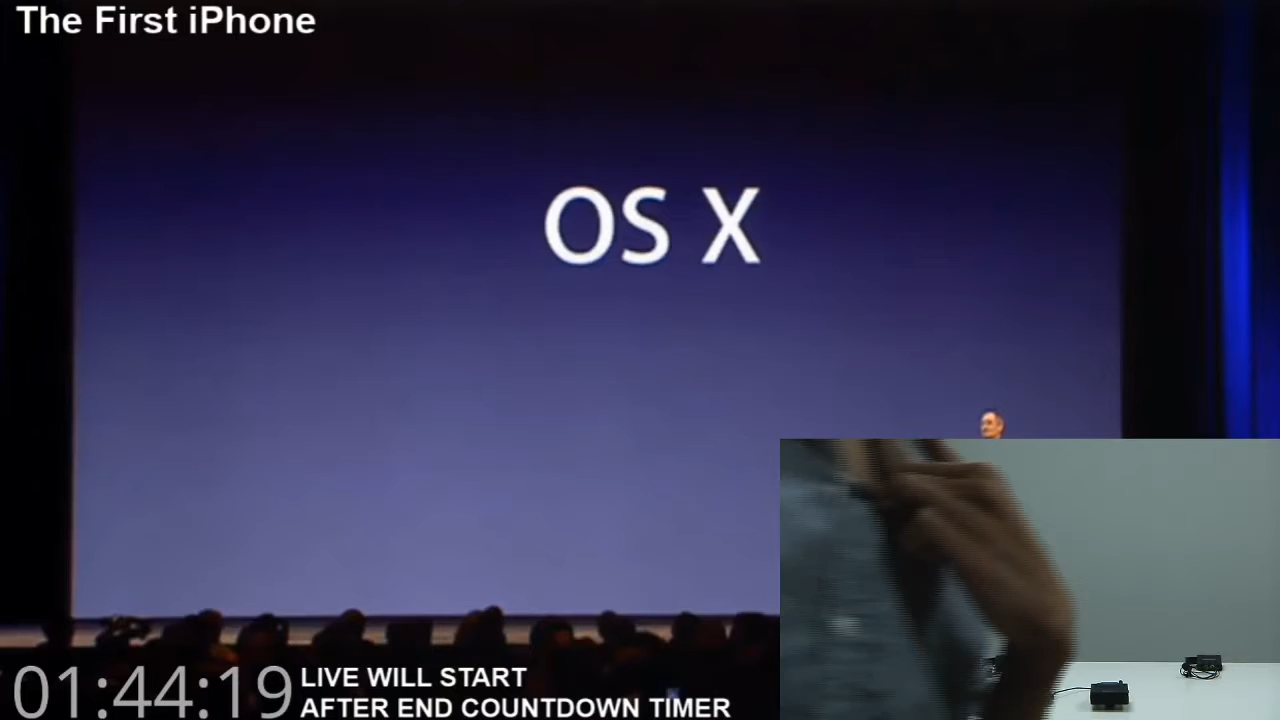 The First iPhone
OS X
01:44:19
LIVE WILL START
AFTER END COUNTDOWN TIMER